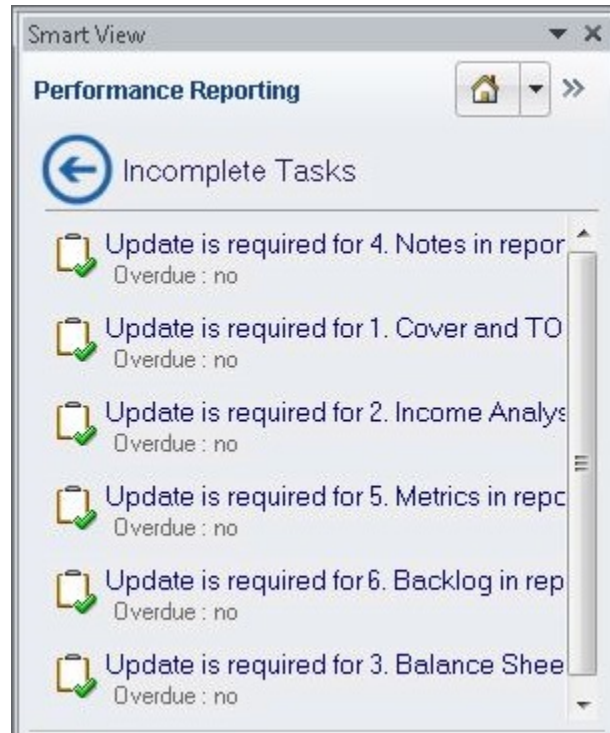 Smart View
Performance Reporting
Incomplete Tasks
Update is required for 4. Notes in repor
Overdue : no
Update is required for 1. Cover and TO
Overdue : no
Update is required for 2. Income Analys
Overdue : no
Update is required for 5. Metrics in repo
Overdue : no
Update is required for 6. Backlog in rep
Overdue : no
Update is required for 3. Balance Shee
Overdue : no